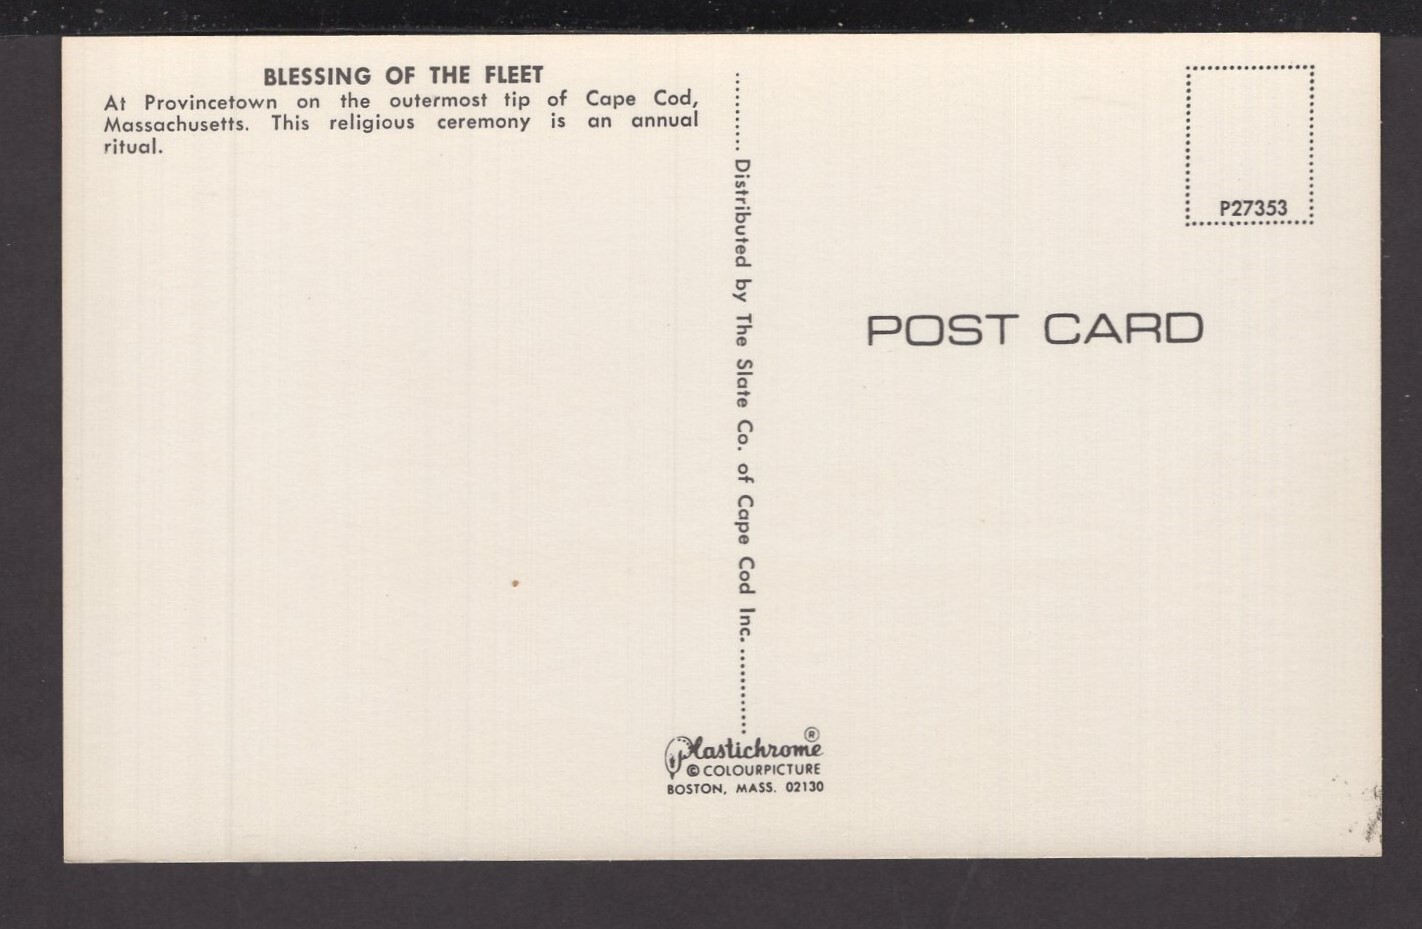 BLESSING OF THE FLEET
At Provincetown on the outermost tip of Cape Cod,
Massachusetts. This religious ceremony is an annual
ritual.
Distributed by The Slate Co. of Cape Cod Inc.
Plastichrome®
© COLOURPICTURE
BOSTON, MASS. 02130
P27353
POST CARD